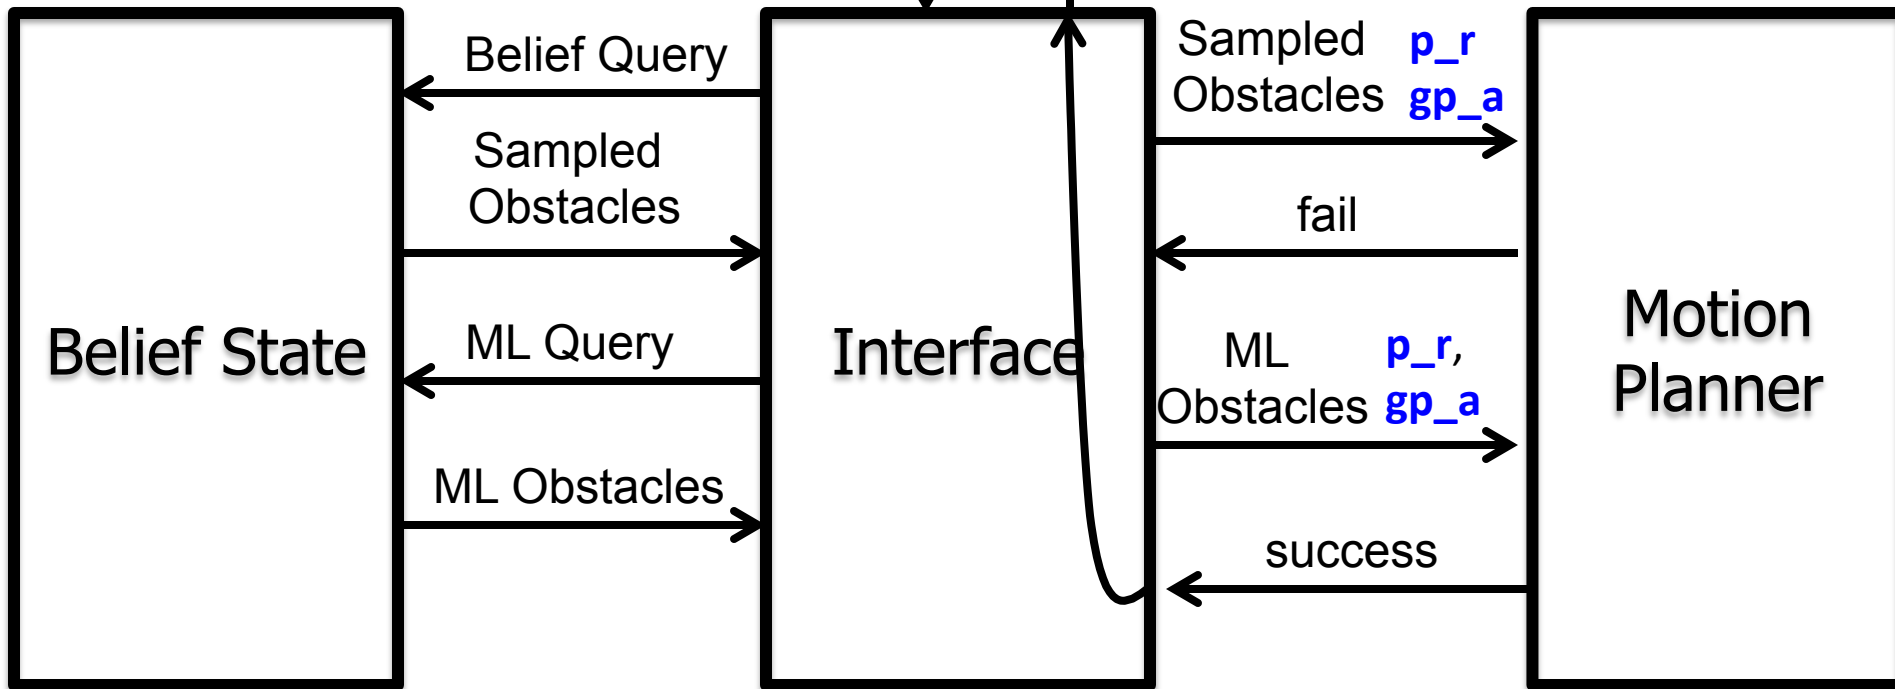 Belief State
Belief Query
Sampled
Obstacles
ML Query
ML Obstacles
Interface
Sampled p_r
Obstacles gp_a
fail
ML p_r,
Obstacles gp_a
success
Motion
Planner